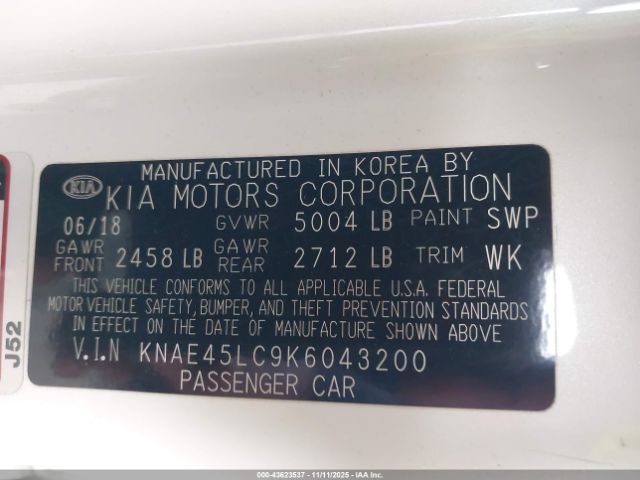 MANUFACTURED IN KOREA BY
KIA KIA MOTORS CORPORATION
06/18 GVWR 5004 LB PAINT SWP
GAWR FRONT 2458 LB GAWR REAR 2712 LB TRIM WK
THIS VEHICLE CONFORMS TO ALL APPLICABLE U.S.A. FEDERAL
MOTOR VEHICLE SAFETY, BUMPER, AND THEFT PREVENTION STANDARDS
IN EFFECT ON THE DATE OF MANUFACTURE SHOWN ABOVE
V.I.N KNAE45LC9K6043200
PASSENGER CAR
J52
000-43623537 - 11/11/2025 - IAAI.COM